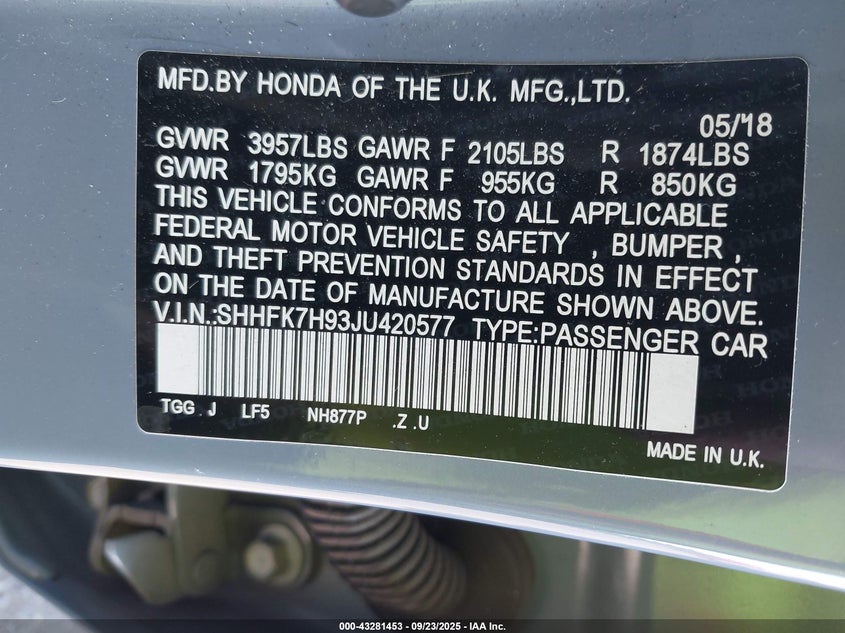 MFD.BY HONDA OF THE U.K. MFG.,LTD.
05/18
GVWR 3957LBS GAWR F 2105LBS R 1874LBS
GVWR 1795KG GAWR F 955KG R 850KG
THIS VEHICLE CONFORMS TO ALL APPLICABLE
FEDERAL MOTOR VEHICLE SAFETY , BUMPER ,
AND THEFT PREVENTION STANDARDS IN EFFECT
ON THE DATE OF MANUFACTURE SHOWN ABOVE.
V.I.N.:SHHFK7H93JU420577 TYPE:PASSENGER CAR
TGG .J LF5 NH877P .Z .U
MADE IN U.K.
000-43281453 - 09/23/2025 - IAA Inc.